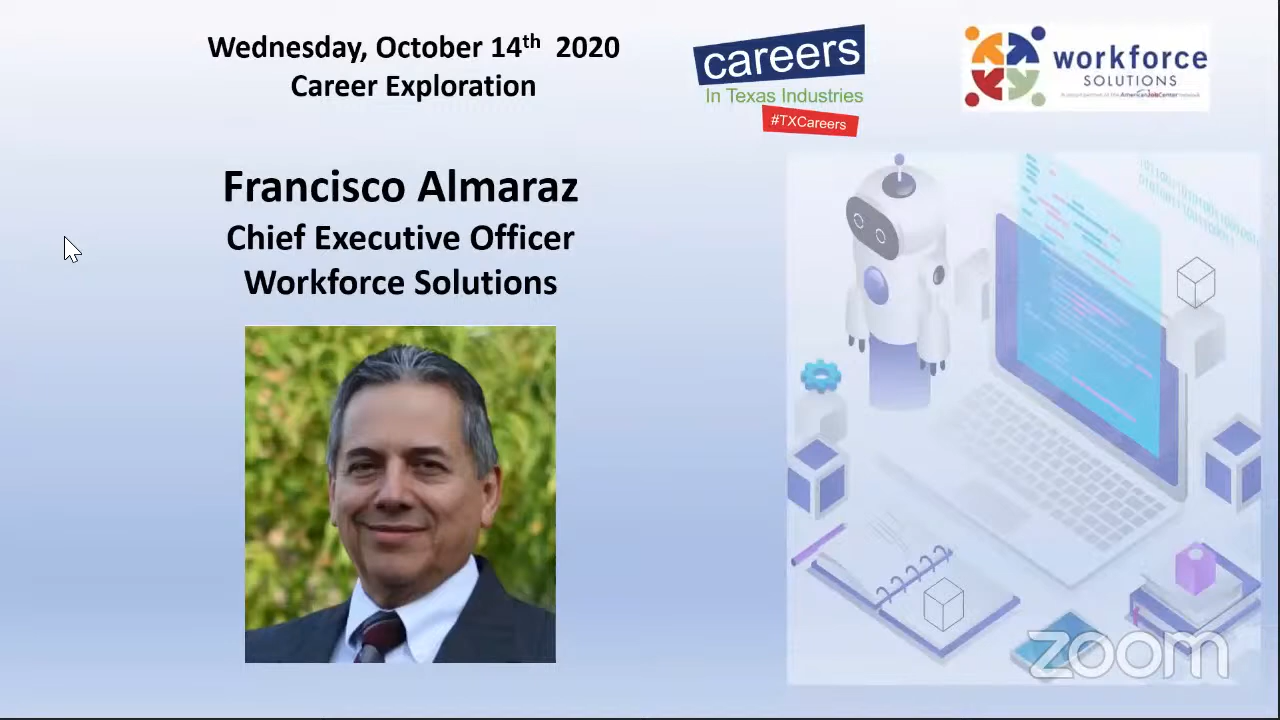 Wednesday, October 14th 2020
Career Exploration
careers
In Texas Industries
#TXCareers
workforce
SOLUTIONS
Francisco Almaraz
Chief Executive Officer
Workforce Solutions
zoom